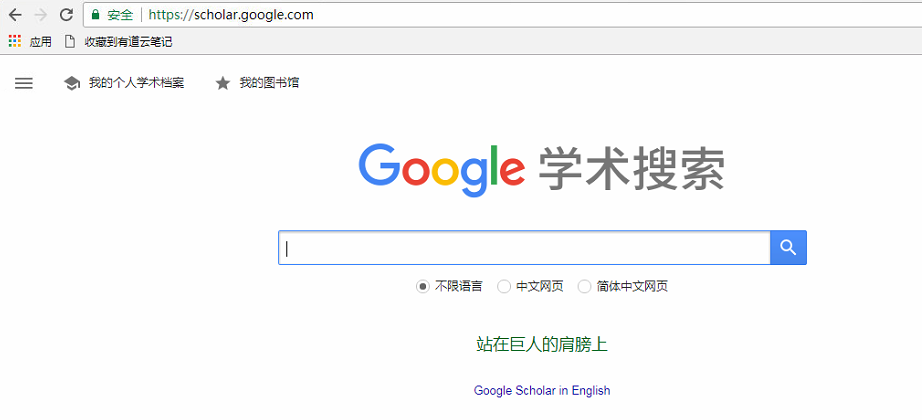 安全 https://scholar.google.com
应用 收藏到有道云笔记
我的个人学术档案 我的图书馆
Google 学术搜索
不限语言 中文网页 简体中文网页
站在巨人的肩膀上
Google Scholar in English